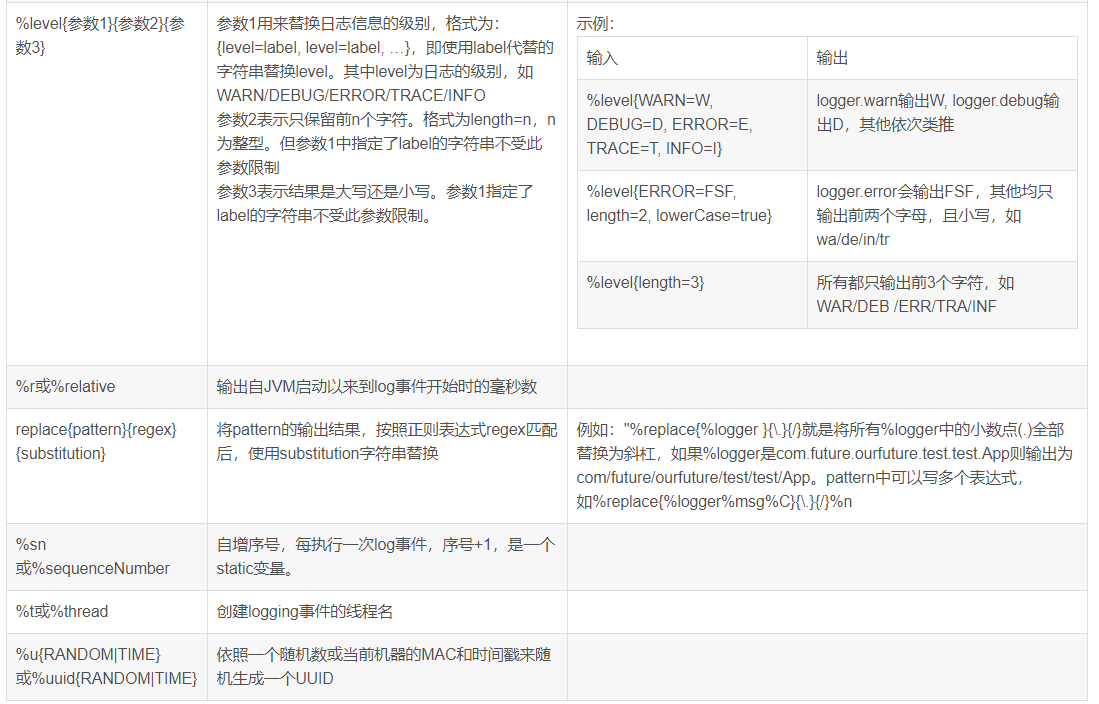 %level{参数1}{参数2}{参
数3}
参数1用来替换日志信息的级别，格式为：
{level=label, level=label, …}，即使用label代替的
字符串替换level。其中level为日志的级别，如
WARN/DEBUG/ERROR/TRACE/INFO
参数2表示只保留前n个字符。格式为length=n，n
为整型。但参数1中指定了label的字符串不受此
参数限制
参数3表示结果是大写还是小写。参数1指定了
label的字符串不受此参数限制。
示例：
输入
输出
%level{WARN=W,
DEBUG=D, ERROR=E,
TRACE=T, INFO=I}
logger.warn输出W, logger.debug输
出D，其他依次类推
%level{ERROR=FSF,
length=2, lowerCase=true}
logger.error会输出FSF，其他均只
输出前两个字母，且小写，如
wa/de/in/tr
%level{length=3}
所有都只输出前3个字符，如
WAR/DEB /ERR/TRA/INF
%r或%relative
输出自JVM启动以来到log事件开始时的毫秒数
replace{pattern}{regex}
{substitution}
将pattern的输出结果，按照正则表达式regex匹配
后，使用substitution字符串替换
例如："%replace{%logger }{\.}{/}就是将所有%logger中的小数点(.)全部
替换为斜杠，如果%logger是com.future.ourfuture.test.test.App则输出为
com/future/ourfuture/test/test/App。pattern中可以写多个表达式，
如%replace{%logger%msg%C}{\.}{/}%n
%sn
或%sequenceNumber
自增序号，每执行一次log事件，序号+1，是一个
static变量。
%t或%thread
创建logging事件的线程名
%u{RANDOM|TIME}
或%uuid{RANDOM|TIME}
依照一个随机数或当前机器的MAC和时间戳来随
机生成一个UUID